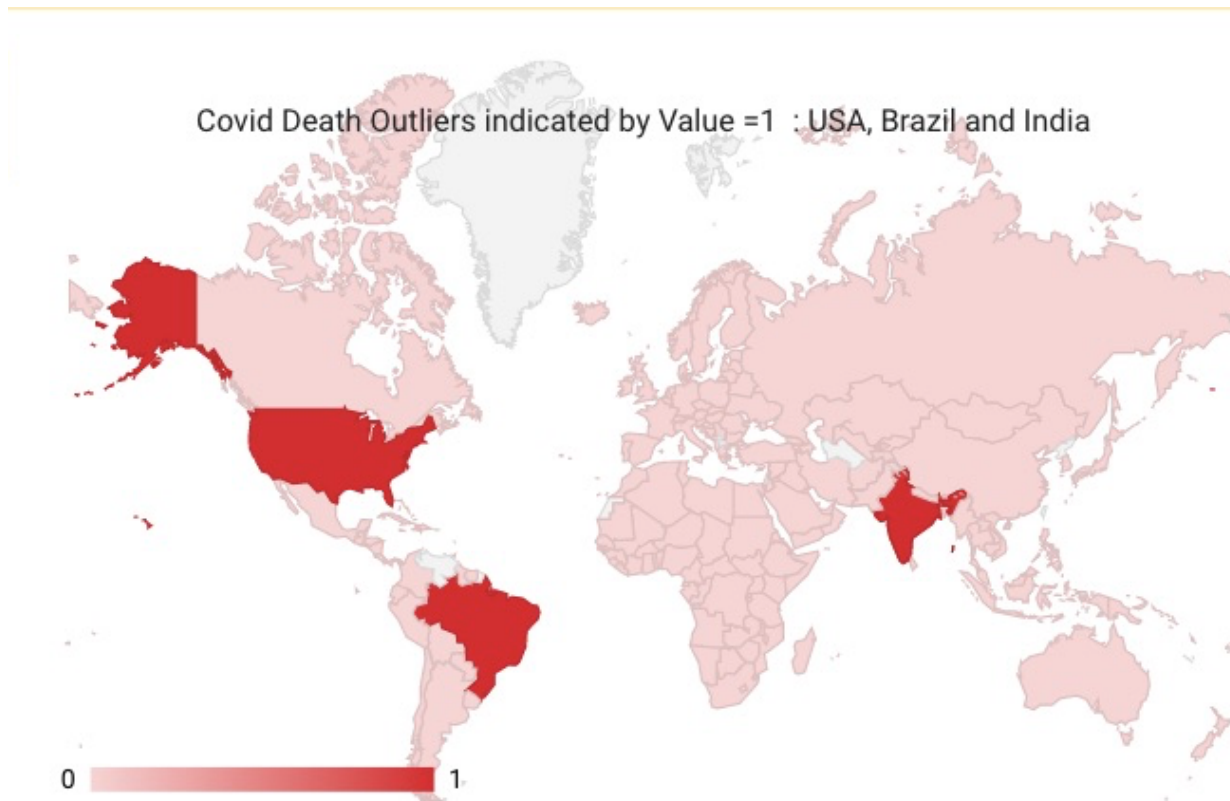 Covid Death Outliers indicated by Value =1 : USA, Brazil and India
0 1